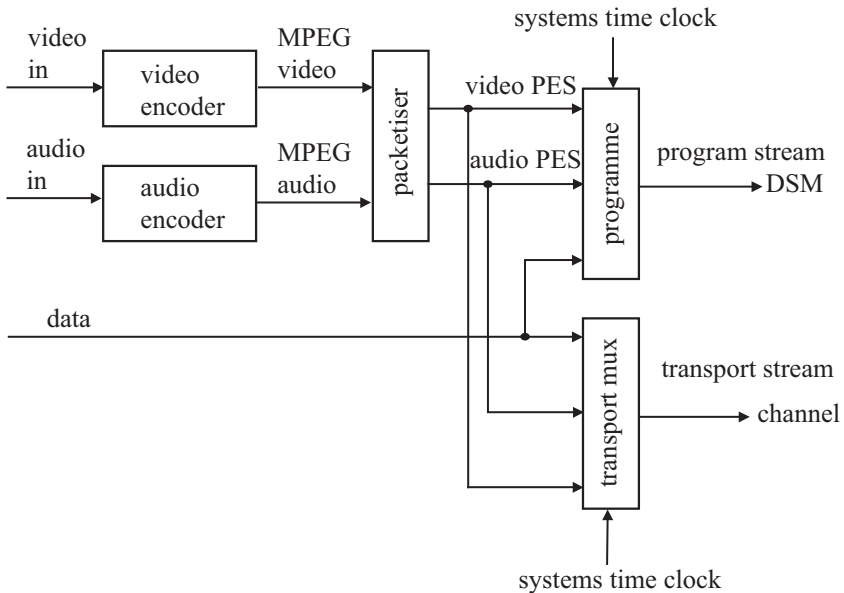 systems time clock
video
in
video
encoder
MPEG
video
packetiser
video PES
programme
audio
in
audio
encoder
MPEG
audio
audio PES
program stream
DSM
data
transport mux
transport stream
channel
systems time clock